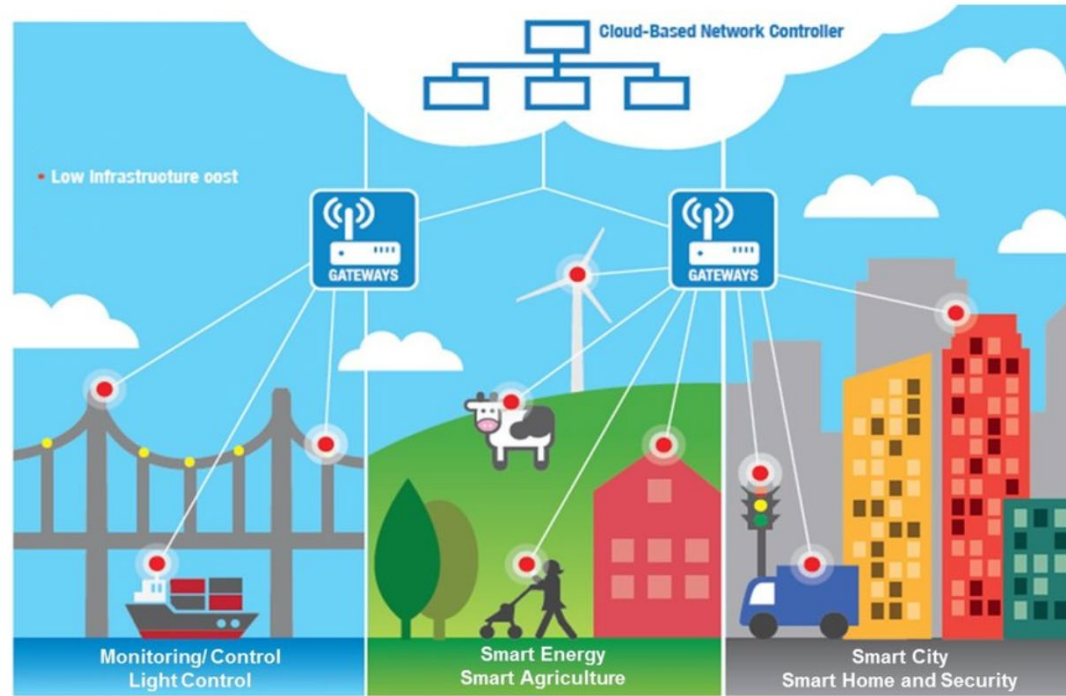 Cloud-Based Network Controller
• Low Infrastructure cost
GATEWAYS
GATEWAYS
Monitoring/ Control
Light Control
Smart Energy
Smart Agriculture
Smart City
Smart Home and Security